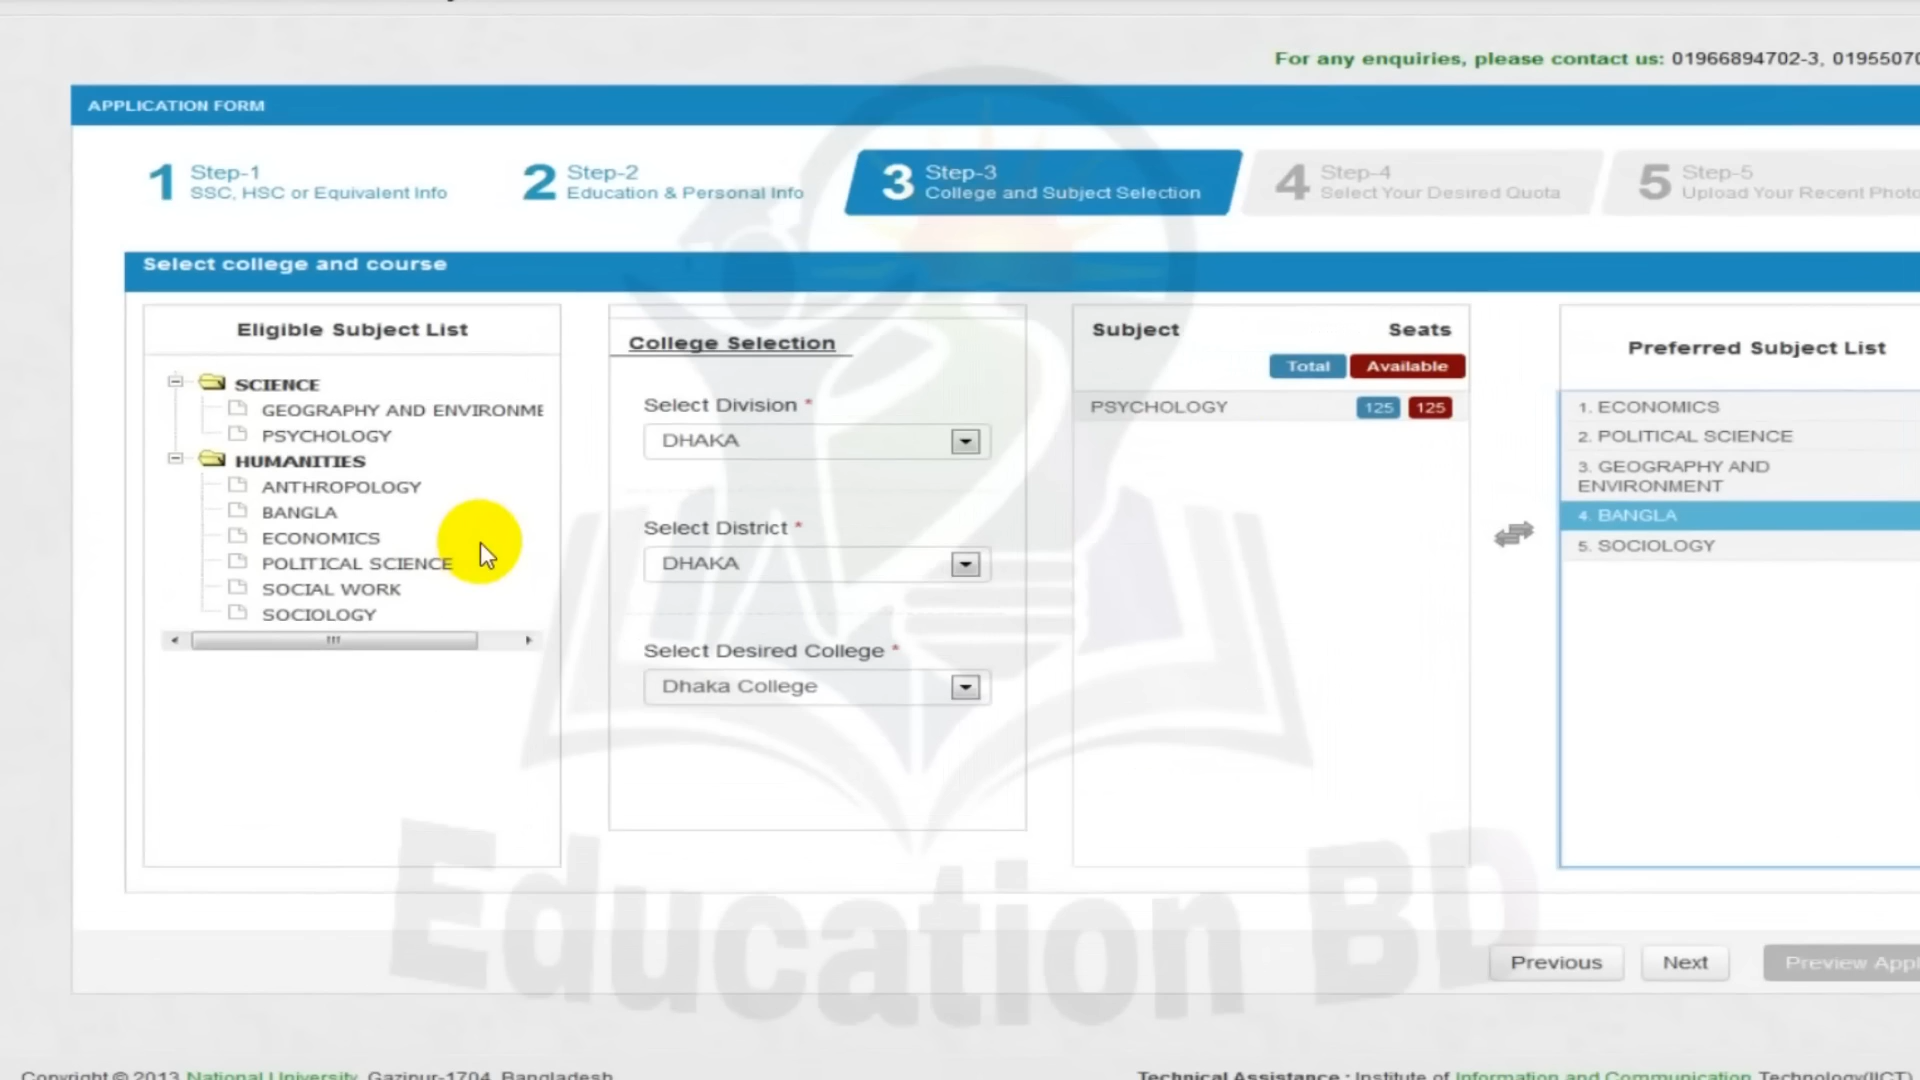 For any enquiries, please contact us: 01966894702-3, 0195507
APPLICATION FORM
1 Step-1
SSC, HSC or Equivalent Info
2 Step-2
Education & Personal Info
3 Step-3
College and Subject Selection
4 Step-4
Select Your Desired Quota
5 Step-5
Upload Your Recent Photo
Select college and course
Eligible Subject List
SCIENCE
GEOGRAPHY AND ENVIRONME
PSYCHOLOGY
HUMANITIES
ANTHROPOLOGY
BANGLA
ECONOMICS
POLITICAL SCIENCE
SOCIAL WORK
SOCIOLOGY
College Selection
Select Division *
DHAKA
Select District *
DHAKA
Select Desired College *
Dhaka College
Subject Seats
Total Available
PSYCHOLOGY 125 125
Preferred Subject List
1. ECONOMICS
2. POLITICAL SCIENCE
3. GEOGRAPHY AND
ENVIRONMENT
4. BANGLA
5. SOCIOLOGY
Education BD
Previous Next Preview Appl
Copyright © 2013 National University, Gazipur-1704, Bangladesh
Technical Assistance : Institute of Information and Communication Technology(IICT)